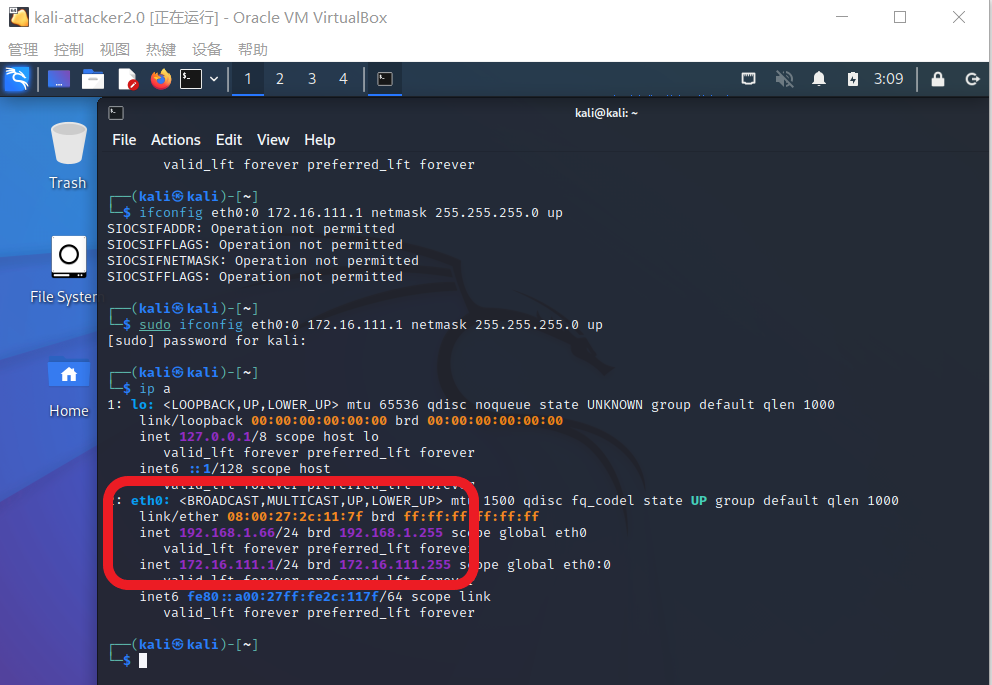 kali-attacker2.0 [正在运行] - Oracle VM VirtualBox
管理 控制 视图 热键 设备 帮助
1 2 3 4 3:09
kali@kali: ~
File Actions Edit View Help
Trash
File System
Home
valid_lft forever preferred_lft forever
┌──(kali㉿kali)-[~]
└─$ ifconfig eth0:0 172.16.111.1 netmask 255.255.255.0 up
SIOCSIFADDR: Operation not permitted
SIOCSIFFLAGS: Operation not permitted
SIOCSIFNETMASK: Operation not permitted
SIOCSIFFLAGS: Operation not permitted
┌──(kali㉿kali)-[~]
└─$ sudo ifconfig eth0:0 172.16.111.1 netmask 255.255.255.0 up
[sudo] password for kali:
┌──(kali㉿kali)-[~]
└─$ ip a
1: lo: <LOOPBACK,UP,LOWER_UP> mtu 65536 qdisc noqueue state UNKNOWN group default qlen 1000
link/loopback 00:00:00:00:00:00 brd 00:00:00:00:00:00
inet 127.0.0.1/8 scope host lo
valid_lft forever preferred_lft forever
inet6 ::1/128 scope host
valid_lft forever preferred_lft forever
2: eth0: <BROADCAST,MULTICAST,UP,LOWER_UP> mtu 1500 qdisc fq_codel state UP group default qlen 1000
link/ether 08:00:27:2c:11:7f brd ff:ff:ff:ff:ff:ff
inet 192.168.1.66/24 brd 192.168.1.255 scope global eth0
valid_lft forever preferred_lft forever
inet 172.16.111.1/24 brd 172.16.111.255 scope global eth0:0
valid_lft forever preferred_lft forever
inet6 fe80::a00:27ff:fe2c:117f/64 scope link
valid_lft forever preferred_lft forever
┌──(kali㉿kali)-[~]
└─$